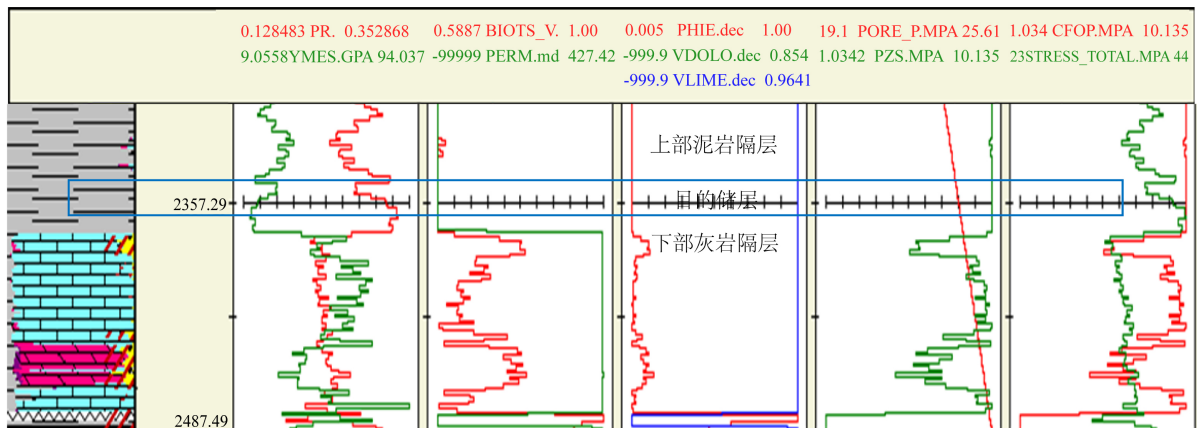 0.128483 PR. 0.352868 0.5887 BIOTS_V. 1.00 0.005 PHIE.dec 1.00 19.1 PORE_P.MPA 25.61 1.034 CFOP.MPA 10.135
9.0558YMES.GPA 94.037 -99999 PERM.md 427.42 -999.9 VDOLO.dec 0.854 1.0342 PZS.MPA 10.135 23STRESS_TOTAL.MPA 44
-999.9 VLIME.dec 0.9641
上部泥岩隔层
2357.29 目的储层
下部灰岩隔层
2487.49